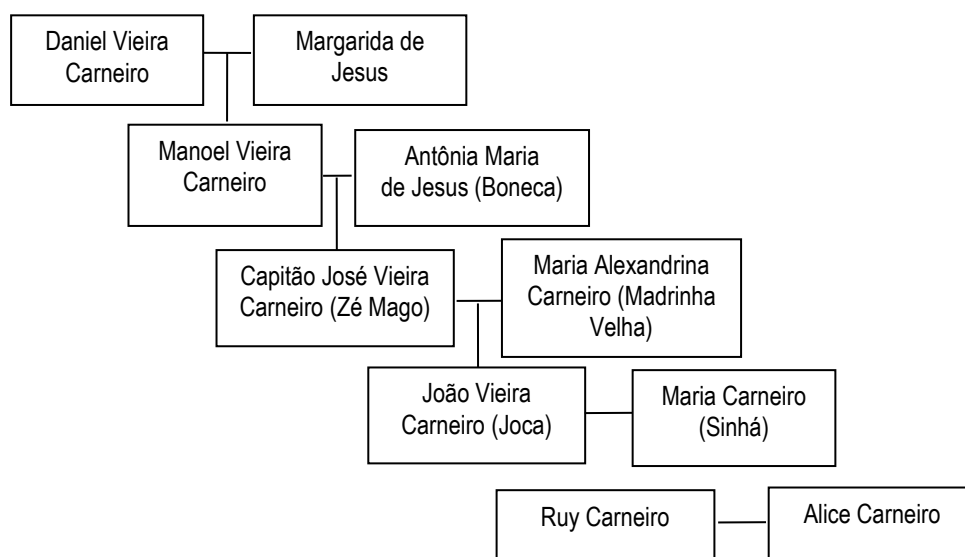 Daniel Vieira
Carneiro
Margarida de
Jesus
Manoel Vieira
Carneiro
Antônia Maria
de Jesus (Boneca)
Capitão José Vieira
Carneiro (Zé Mago)
Maria Alexandrina
Carneiro (Madrinha
Velha)
João Vieira
Carneiro (Joca)
Maria Carneiro
(Sinhá)
Ruy Carneiro
Alice Carneiro